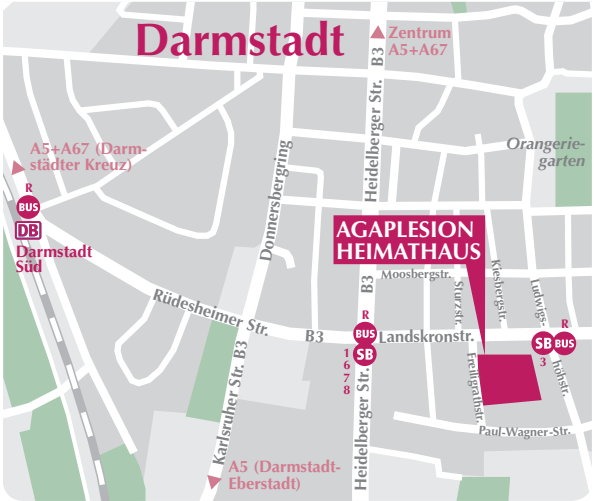 Darmstadt
Zentrum
A5+A67
B3
Heidelberger Str.
Orangerie-
garten
A5+A67 (Darm-
städter Kreuz)
R
BUS
DB
Darmstadt
Süd
Donnersbergring
AGAPLESION
HEIMATHAUS
Moosbergstr.
B3
Sturzstr.
Kiesbergstr.
Ludwigs-
höhstr.
Rüdesheimer Str.
B3
R
BUS
SB
1
6
7
8
Landskronstr.
R
SB
BUS
3
Karlsruher Str. B3
Heidelberger Str.
Freiligrathstr.
Paul-Wagner-Str.
A5 (Darmstadt-
Eberstadt)